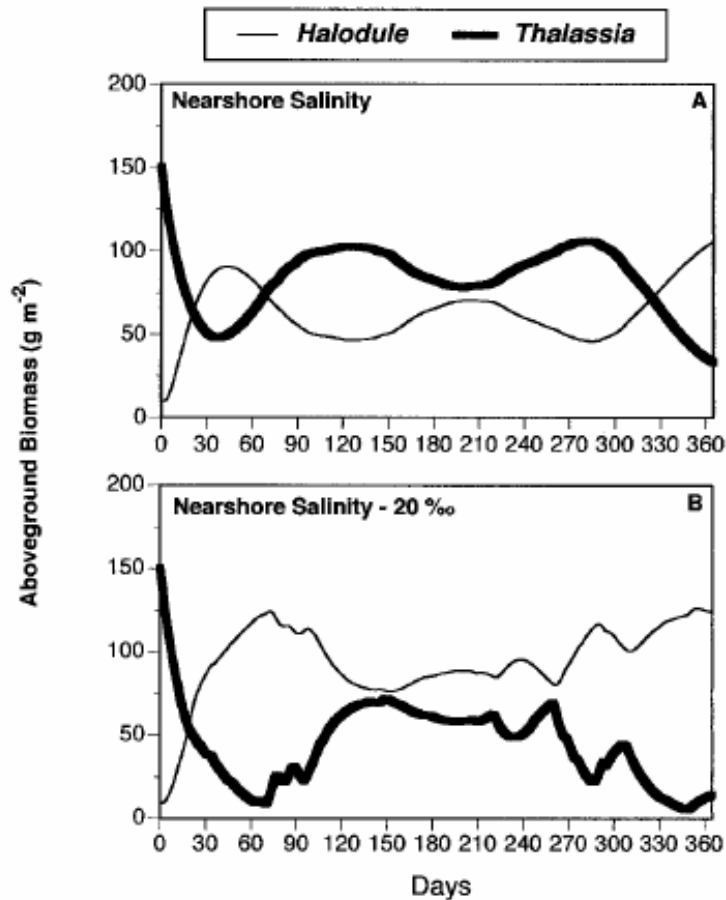 Halodule Thalassia
Aboveground Biomass (g m⁻²)
Nearshore Salinity A
200
150
100
50
0
0 30 60 90 120 150 180 210 240 270 300 330 360
Nearshore Salinity - 20 ‰ B
200
150
100
50
0
0 30 60 90 120 150 180 210 240 270 300 330 360
Days